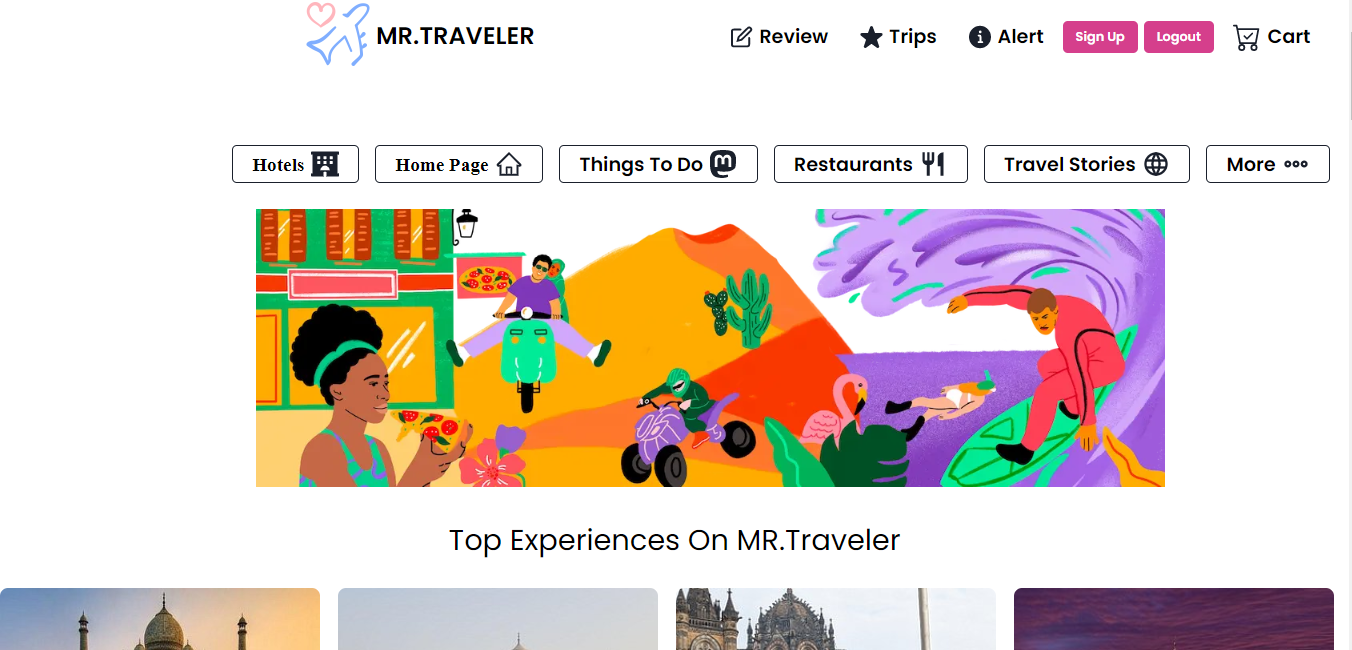 MR.TRAVELER
Review
Trips
Alert
Sign Up
Logout
Cart
Hotels
Home Page
Things To Do
Restaurants
Travel Stories
More
Top Experiences On MR.Traveler